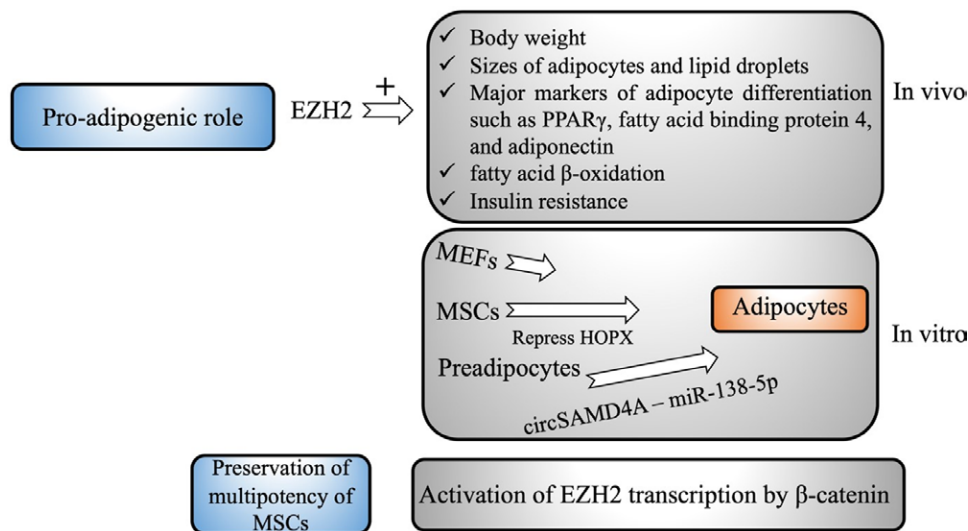 Pro-adipogenic role
EZH2
+
✓ Body weight
✓ Sizes of adipocytes and lipid droplets
✓ Major markers of adipocyte differentiation
such as PPARγ, fatty acid binding protein 4,
and adiponectin
✓ fatty acid β-oxidation
✓ Insulin resistance
In vivo
MEFs
MSCs
Repress HOPX
Preadipocytes
circSAMD4A – miR-138-5p
Adipocytes
In vitro
Preservation of
multipotency of
MSCs
Activation of EZH2 transcription by β-catenin